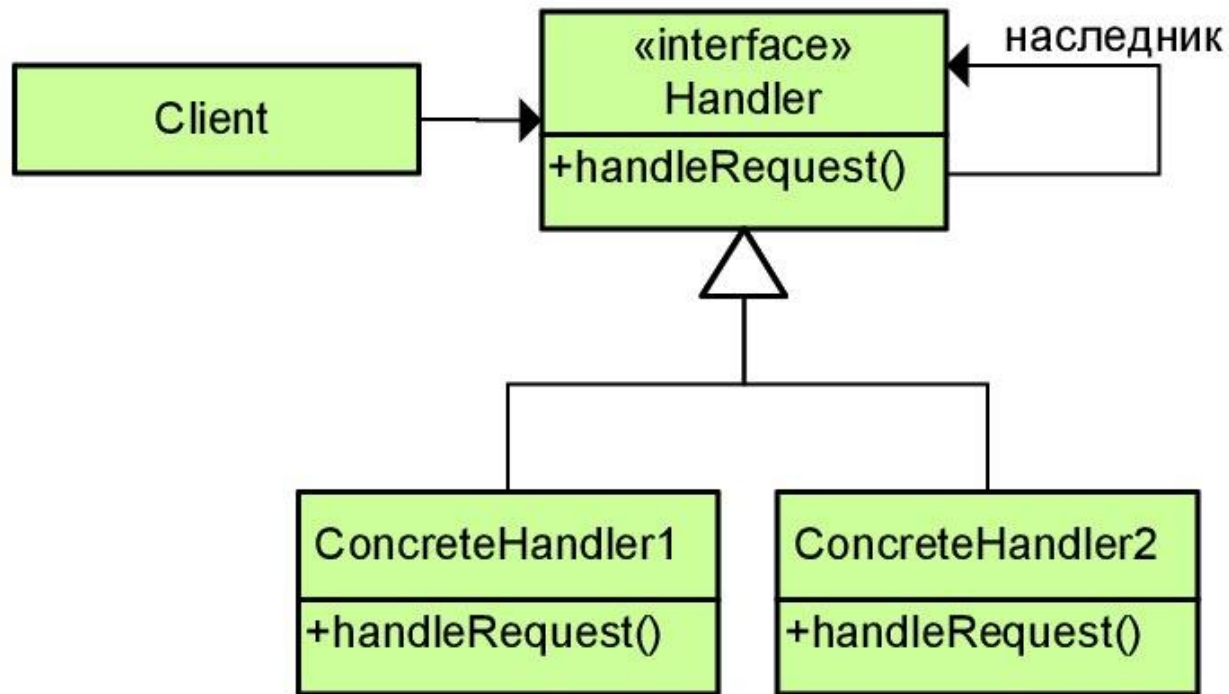 «interface»
Handler
наследник
Client
+handleRequest()
ConcreteHandler1
ConcreteHandler2
+handleRequest()
+handleRequest()